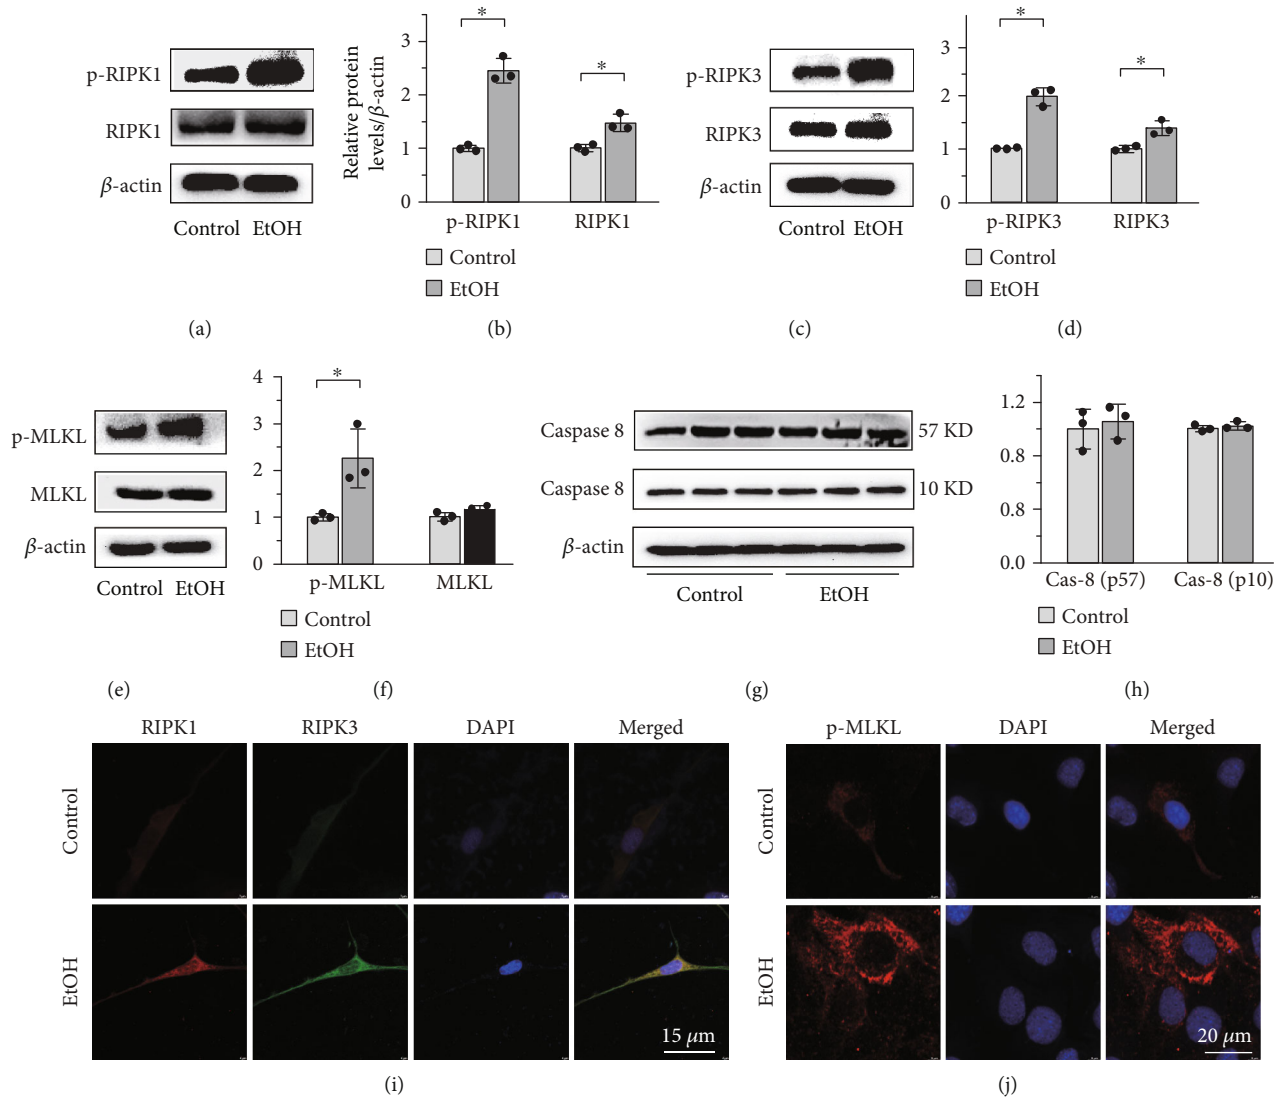 p-RIPK1
RIPK1
β-actin
Control EtOH
(a)
Relative protein
levels/β-actin
3
2
1
0
*
*
p-RIPK1 RIPK1
Control
EtOH
(b)
p-RIPK3
RIPK3
β-actin
Control EtOH
(c)
3
2
1
0
*
*
p-RIPK3 RIPK3
Control
EtOH
(d)
p-MLKL
MLKL
β-actin
Control EtOH
(e)
4
3
2
1
0
*
p-MLKL MLKL
Control
EtOH
(f)
Caspase 8 57 KD
Caspase 8 10 KD
β-actin
Control EtOH
(g)
1.2
0.8
0.8
0.0
Cas-8 (p57) Cas-8 (p10)
Control
EtOH
(h)
RIPK1 RIPK3 DAPI Merged
Control
EtOH
15 μm
(i)
p-MLKL DAPI Merged
Control
EtOH
20 μm
(j)